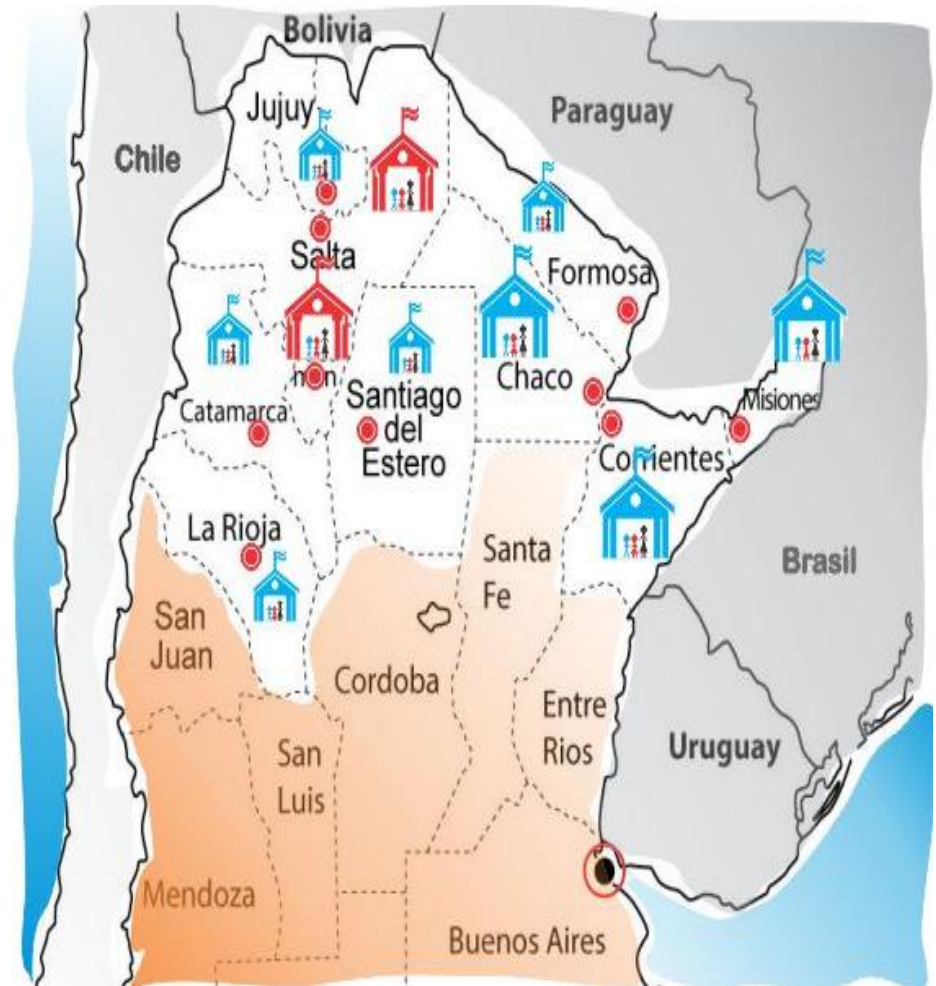 Bolivia
Jujuy
Paraguay
Chile
Salta
Formosa
Chaco
Santiago
del
Estero
Catamarca
Misiones
Corrientes
La Rioja
Santa
Fe
Brasil
San
Juan
Cordoba
Entre
Rios
San
Luis
Uruguay
Mendoza
Buenos Aires